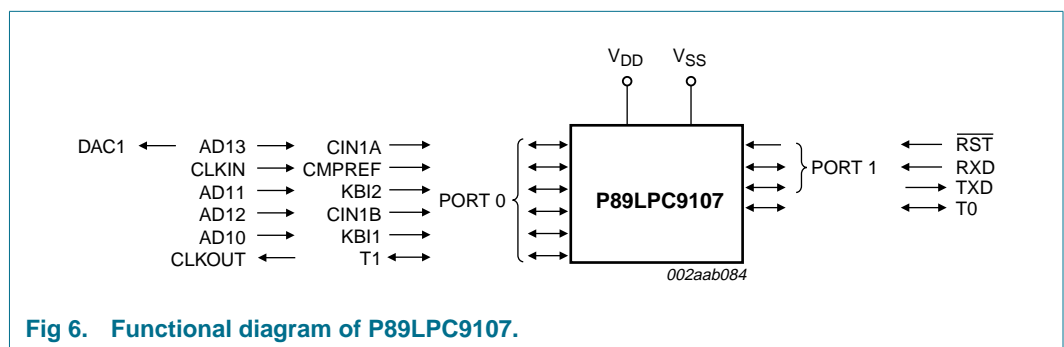 VDD VSS
DAC1 AD13 CIN1A RST
CLKIN CMPREF RXD
AD11 KBI2 PORT 0 P89LPC9107 PORT 1 TXD
AD12 CIN1B T0
AD10 KBI1
CLKOUT T1
002aab084
Fig 6. Functional diagram of P89LPC9107.